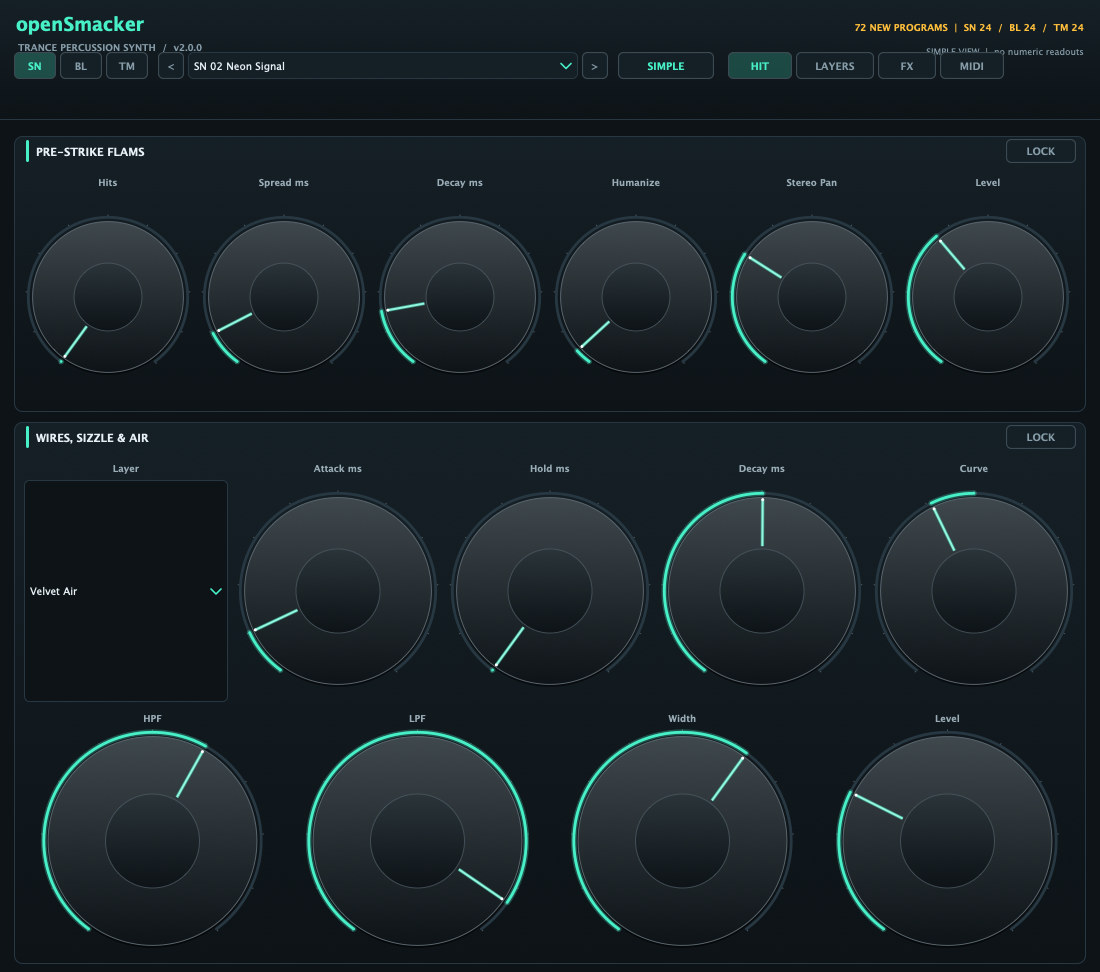 openSmacker
72 NEW PROGRAMS | SN 24 / BL 24 / TM 24
TRANCE PERCUSSION SYNTH / v2.0.0
SIMPLE VIEW | no numeric readouts
SN BL TM < SN 02 Neon Signal > SIMPLE HIT LAYERS FX MIDI
PRE-STRIKE FLAMS LOCK
Hits Spread ms Decay ms Humanize Stereo Pan Level
WIRES, SIZZLE & AIR LOCK
Layer Attack ms Hold ms Decay ms Curve
Velvet Air
HPF LPF Width Level